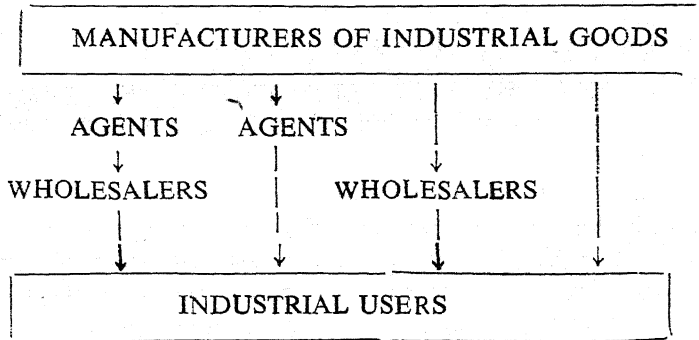 MANUFACTURERS OF INDUSTRIAL GOODS
AGENTS AGENTS
WHOLESALERS WHOLESALERS
INDUSTRIAL USERS